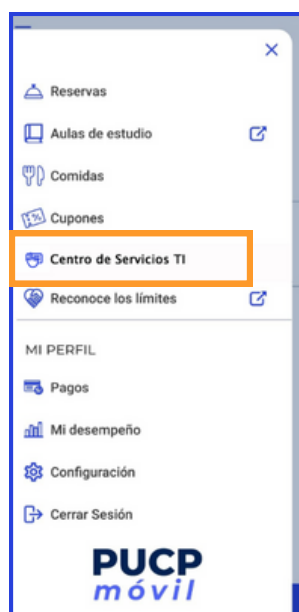 Reservas
Aulas de estudio
Comidas
Cupones
Centro de Servicios TI
Reconoce los límites
MI PERFIL
Pagos
Mi desempeño
Configuración
Cerrar Sesión
PUCP
móvil